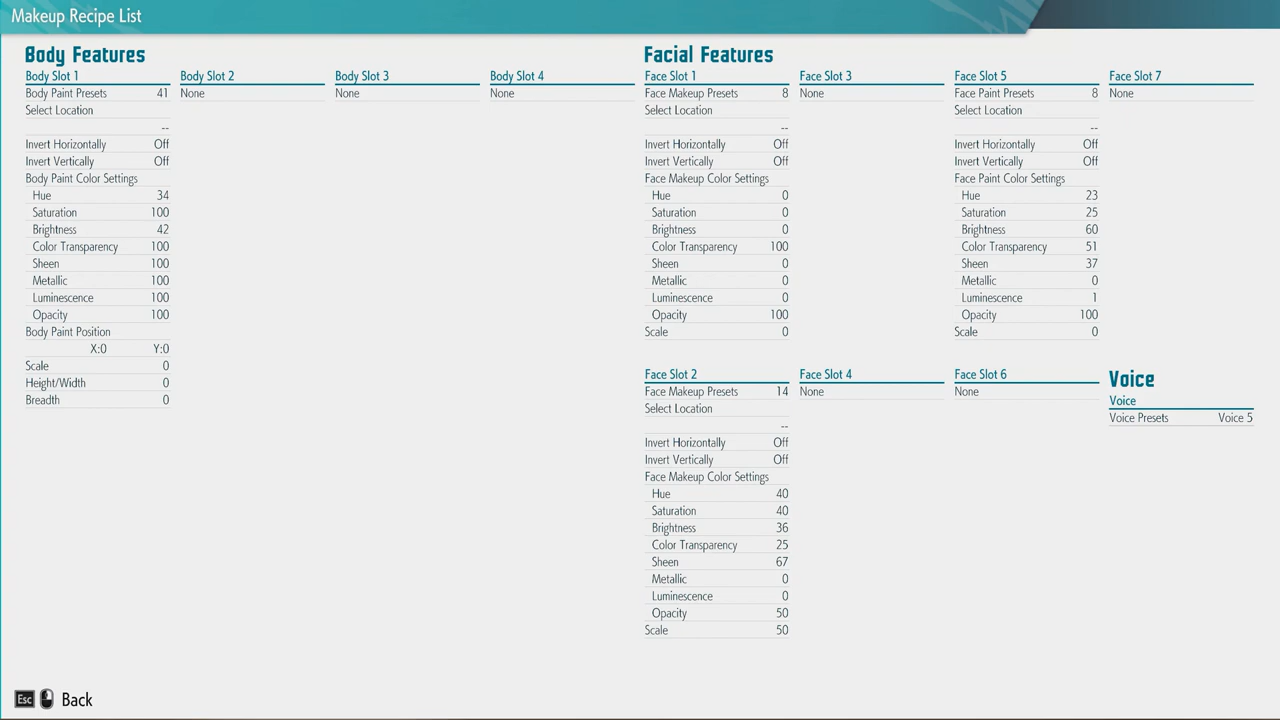 Makeup Recipe List
Body Features
Body Slot 1
Body Paint Presets 41
Select Location
--
Invert Horizontally Off
Invert Vertically Off
Body Paint Color Settings
Hue 34
Saturation 100
Brightness 42
Color Transparency 100
Sheen 100
Metallic 100
Luminescence 100
Opacity 100
Body Paint Position
X:0 Y:0
Scale 0
Height/Width 0
Breadth 0
Body Slot 2
None
Body Slot 3
None
Body Slot 4
None
Facial Features
Face Slot 1
Face Makeup Presets 8
Select Location
--
Invert Horizontally Off
Invert Vertically Off
Face Makeup Color Settings
Hue 0
Saturation 0
Brightness 0
Color Transparency 100
Sheen 0
Metallic 0
Luminescence 0
Opacity 100
Scale 0
Face Slot 2
Face Makeup Presets 14
Select Location
--
Invert Horizontally Off
Invert Vertically Off
Face Makeup Color Settings
Hue 40
Saturation 40
Brightness 36
Color Transparency 25
Sheen 67
Metallic 0
Luminescence 0
Opacity 50
Scale 50
Face Slot 3
None
Face Slot 4
None
Face Slot 5
Face Paint Presets 8
Select Location
--
Invert Horizontally Off
Invert Vertically Off
Face Paint Color Settings
Hue 23
Saturation 25
Brightness 60
Color Transparency 51
Sheen 37
Metallic 0
Luminescence 1
Opacity 100
Scale 0
Face Slot 6
None
Face Slot 7
None
Voice
Voice
Voice Presets Voice 5
Esc Back